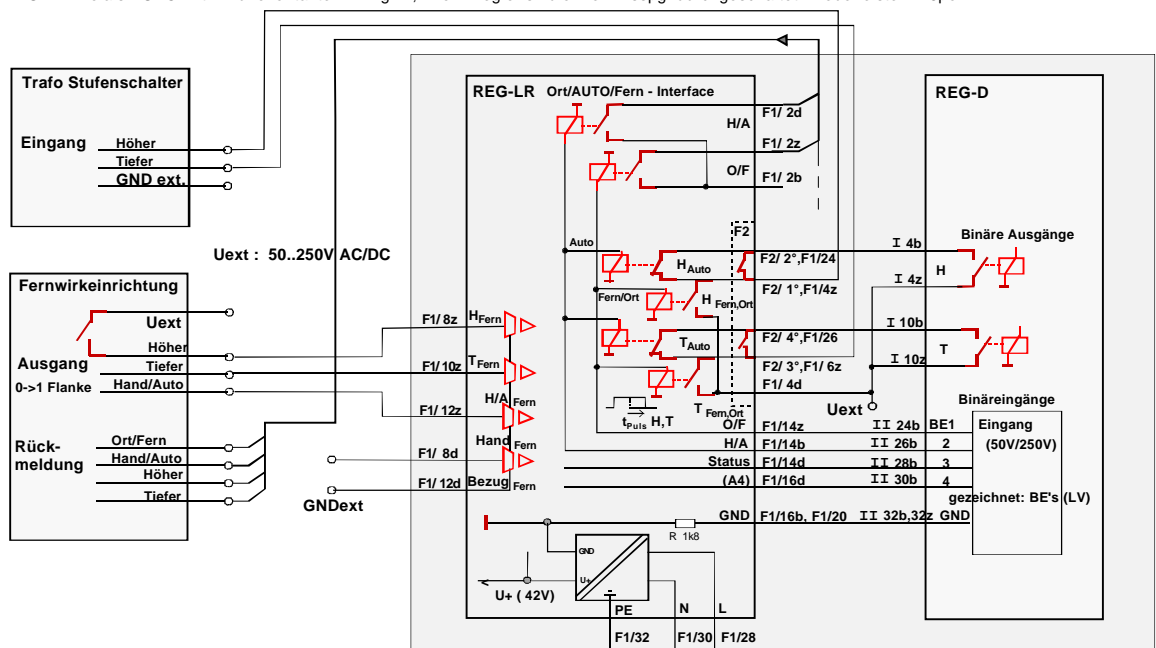 Trafo Stufenschalter
Eingang
Höher
Tiefer
GND ext.
Uext : 50..250V AC/DC
Fernwirkeinrichtung
Uext
Ausgang
Höher
Tiefer
0->1 Flanke
Hand/Auto
Rück-
meldung
Ort/Fern
Hand/Auto
Höher
Tiefer
GNDext
REG-LR
Ort/AUTO/Fern - Interface
H/A
F1/ 2d
F1/ 2z
O/F
F1/ 2b
F2
Auto
H Auto
F2/ 2°,F1/24
F2/ 1°,F1/4z
Fern/Ort
H Fern,Ort
T Auto
F2/ 4°,F1/26
F2/ 3°,F1/ 6z
F1/ 4d
T Fern,Ort
tPuls H,T
F1/ 8z
H Fern
F1/ 10z
T Fern
F1/ 12z
H/A Fern
F1/ 8d
Hand Fern
F1/ 12d
Bezug Fern
O/F F1/14z
H/A F1/14b
Status F1/14d
(A4) F1/16d
GND F1/16b, F1/20
R 1k8
GND
U+
U+ ( 42V)
PE
N
L
F1/32
F1/30
F1/28
REG-D
Binäre Ausgänge
I 4b
I 4z
H
I 10b
I 10z
T
Uext
Binäreingänge
II 24b BE1
II 26b 2
II 28b 3
II 30b 4
Eingang
(50V/250V)
gezeichnet: BE's (LV)
II 32b,32z GND